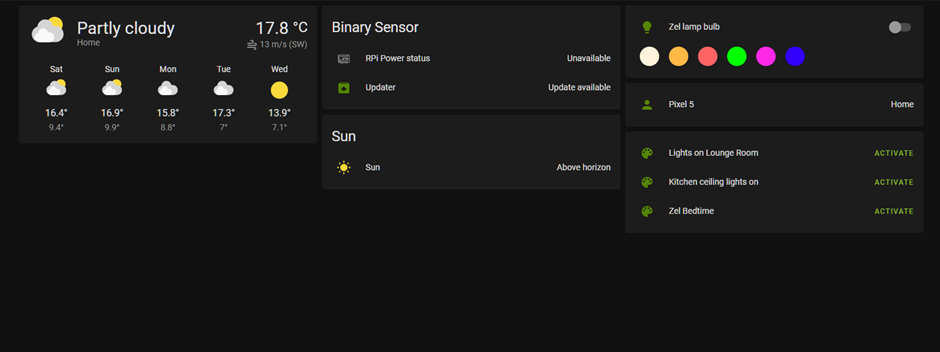 Partly cloudy
Home
17.8 °C
13 m/s (SW)
Sat Sun Mon Tue Wed
16.4° 16.9° 15.8° 17.3° 13.9°
9.4° 9.9° 8.8° 7° 7.1°
Binary Sensor
RPi Power status Unavailable
Updater Update available
Sun
Sun Above horizon
Zel lamp bulb
Pixel 5 Home
Lights on Lounge Room ACTIVATE
Kitchen ceiling lights on ACTIVATE
Zel Bedtime ACTIVATE